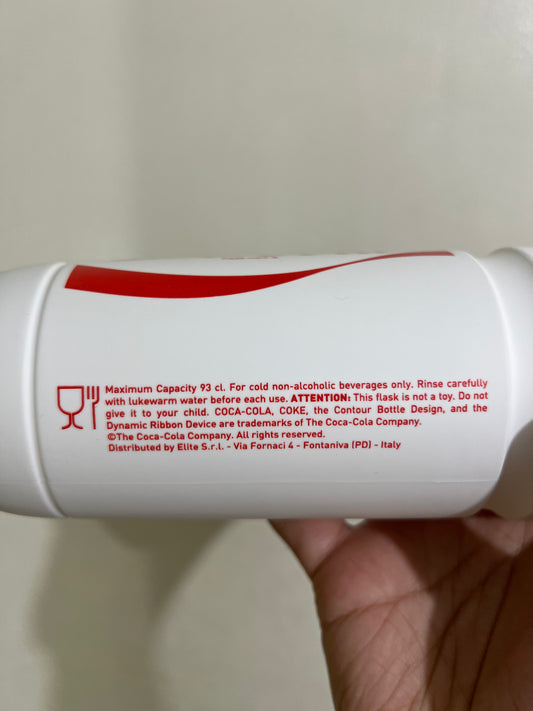 Maximum Capacity 93 cl. For cold non-alcoholic beverages only. Rinse carefully
with lukewarm water before each use. ATTENTION: This flask is not a toy. Do not
give it to your child. COCA-COLA, COKE, the Contour Bottle Design, and the
Dynamic Ribbon Device are trademarks of The Coca-Cola Company.
©The Coca-Cola Company. All rights reserved.
Distributed by Elite S.r.l. - Via Fornaci 4 - Fontaniva (PD) - Italy